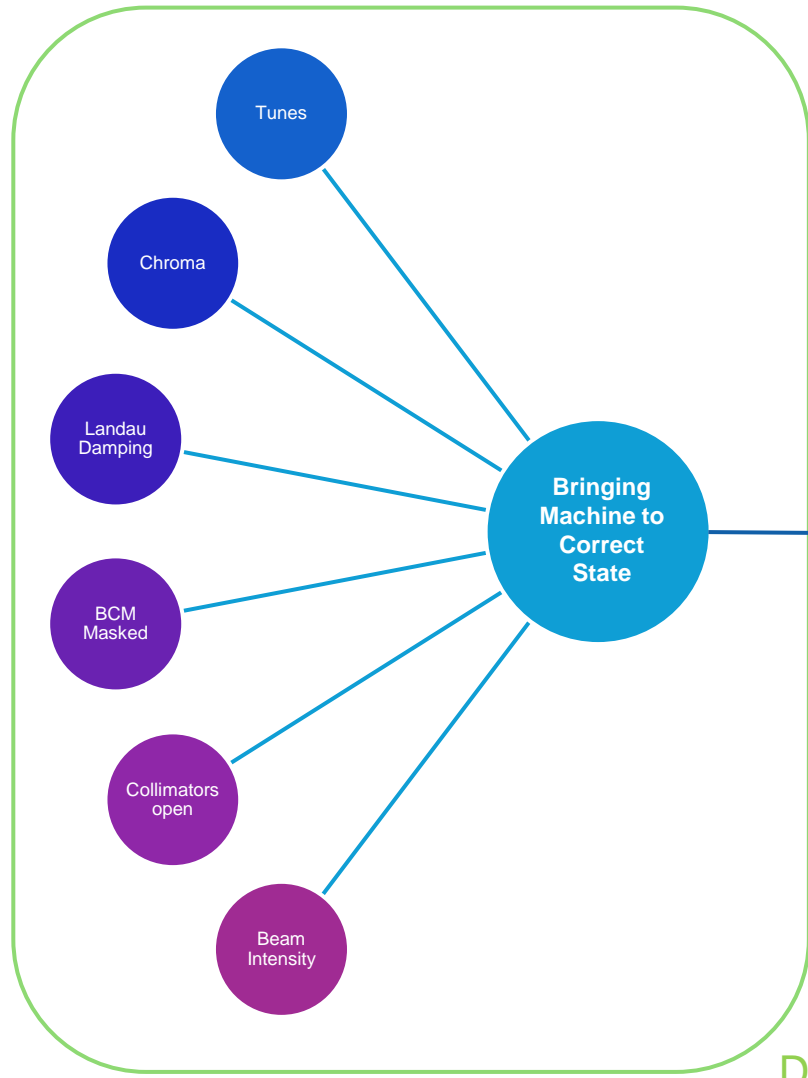 Tunes
Chroma
Landau
Damping
BCM
Masked
Collimators
open
Beam
Intensity
Bringing
Machine to
Correct
State
D